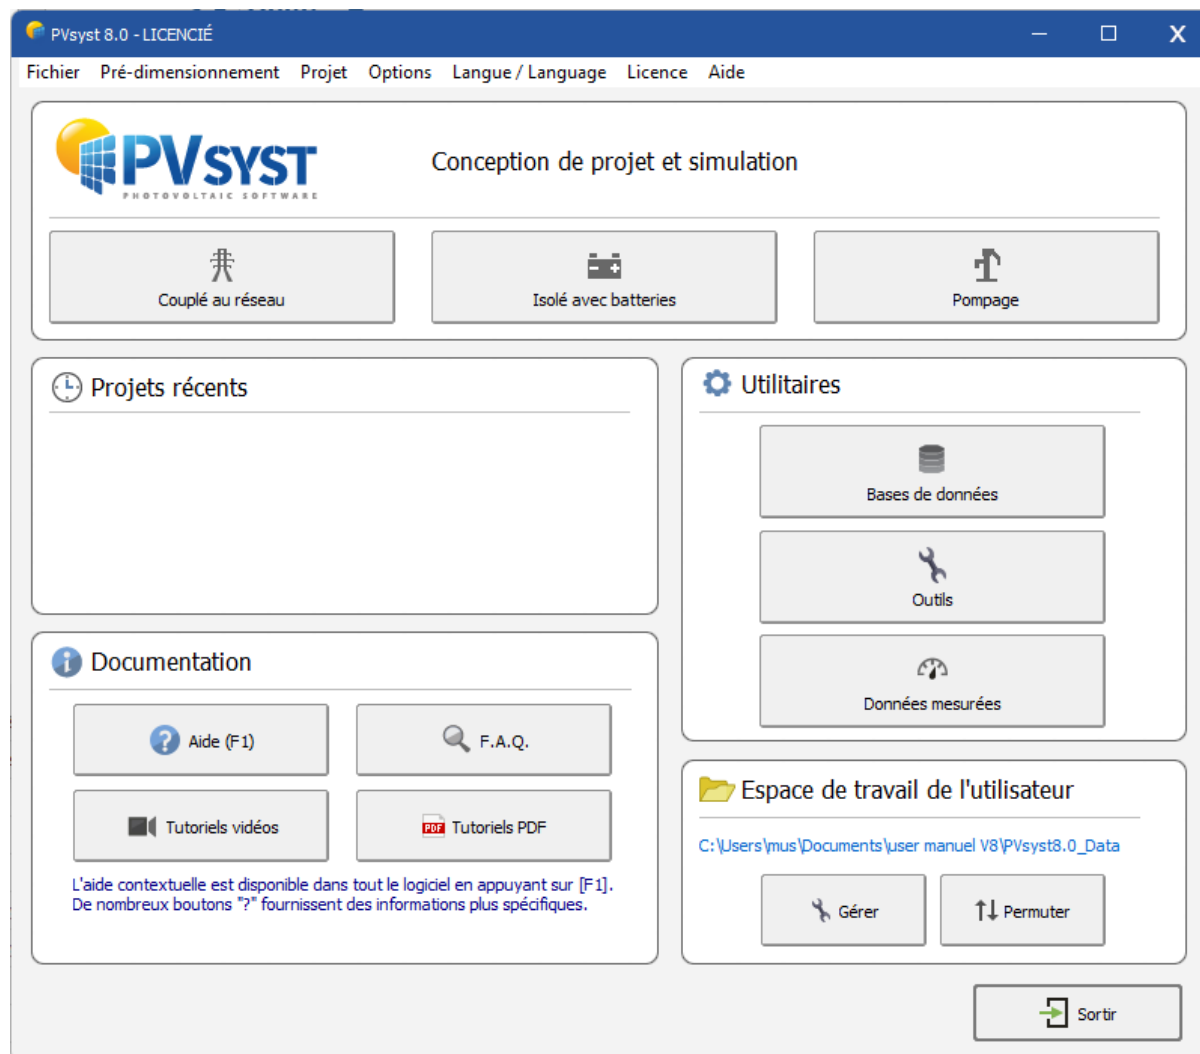 PVsyst 8.0 - LICENCIÉ
Fichier Pré-dimensionnement Projet Options Langue / Language Licence Aide
PVSYST
PHOTOVOLTAIC SOFTWARE
Conception de projet et simulation
Couplé au réseau
Isolé avec batteries
Pompage
Projets récents
Utilitaires
Bases de données
Outils
Données mesurées
Documentation
Aide (F1)
F.A.Q.
Tutoriels vidéos
PDF Tutoriels PDF
L'aide contextuelle est disponible dans tout le logiciel en appuyant sur [F1].
De nombreux boutons "?" fournissent des informations plus spécifiques.
Espace de travail de l'utilisateur
C:\Users\mus\Documents\user manuel V8\PVsyst8.0_Data
Gérer
Permuter
Sortir